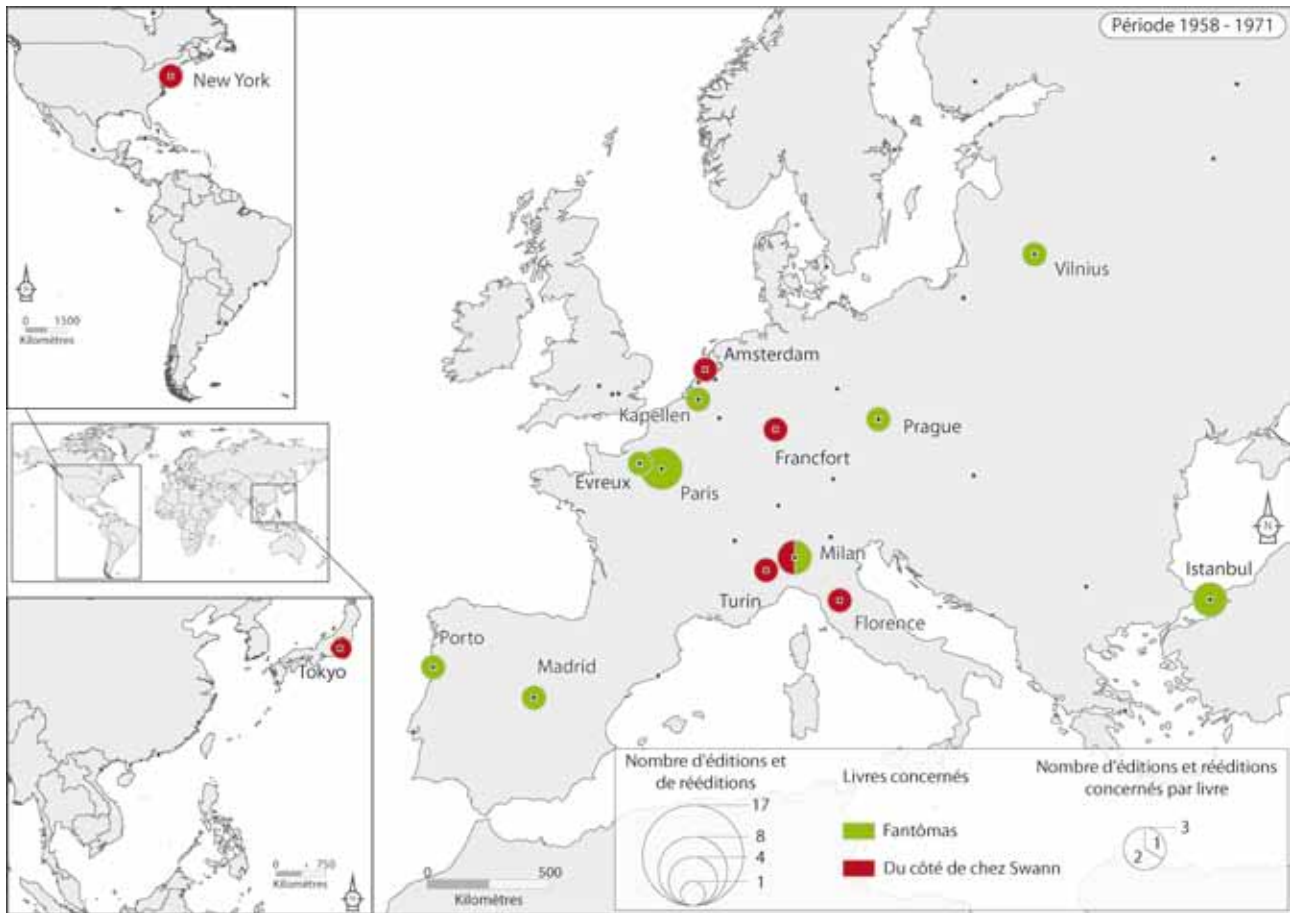 Période 1958 - 1971
New York
0 1500
Kilomètres
Vilnius
Amsterdam
Kapellen
Prague
Francfort
Evreux
Paris
N
Milan
Istanbul
Turin
Florence
Porto
Madrid
Tokyo
0 750
Kilomètres
0 500
Kilomètres
Nombre d'éditions et
de rééditions
17
8
4
1
Livres concernés
Fantômas
Du côté de chez Swann
Nombre d'éditions et rééditions
concernés par livre
3
1
2